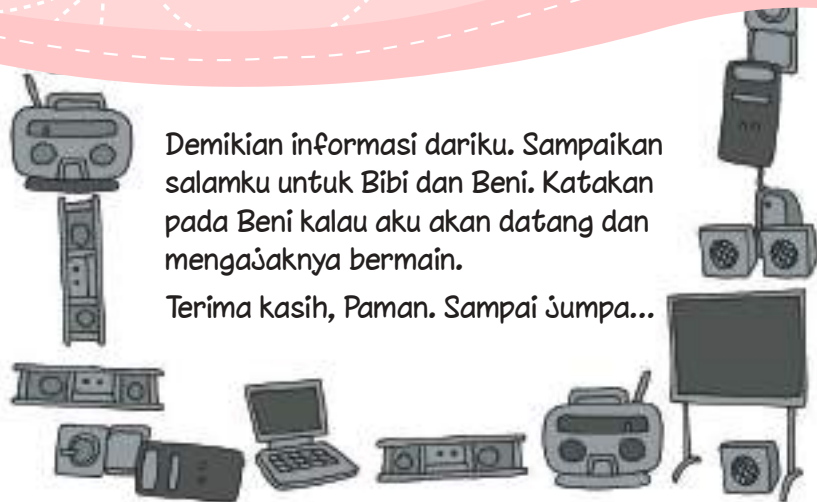 Demikian informasi dariku. Sampaikan
salamku untuk Bibi dan Beni. Katakan
pada Beni kalau aku akan datang dan
mengajaknya bermain.
Terima kasih, Paman. Sampai jumpa...